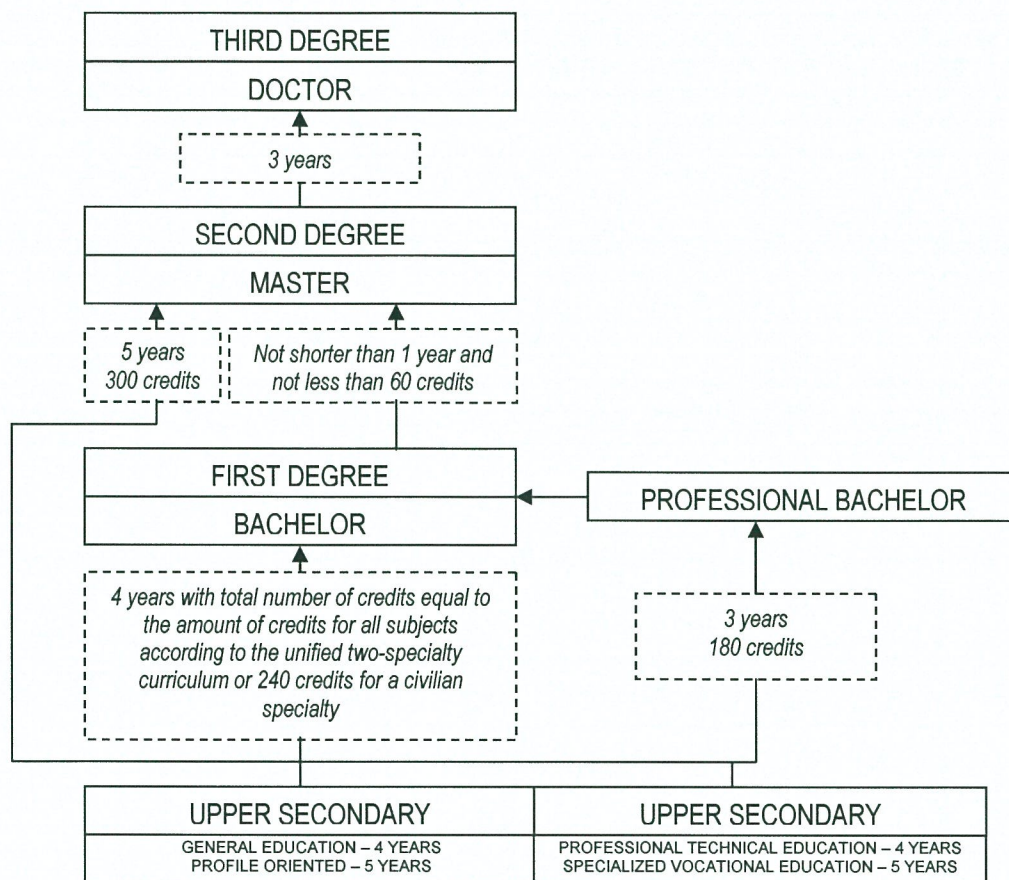 THIRD DEGREE
DOCTOR
3 years
SECOND DEGREE
MASTER
5 years
300 credits
Not shorter than 1 year and
not less than 60 credits
FIRST DEGREE
BACHELOR
PROFESSIONAL BACHELOR
4 years with total number of credits equal to
the amount of credits for all subjects
according to the unified two-specialty
curriculum or 240 credits for a civilian
specialty
3 years
180 credits
UPPER SECONDARY
GENERAL EDUCATION – 4 YEARS
PROFILE ORIENTED – 5 YEARS
UPPER SECONDARY
PROFESSIONAL TECHNICAL EDUCATION – 4 YEARS
SPECIALIZED VOCATIONAL EDUCATION – 5 YEARS